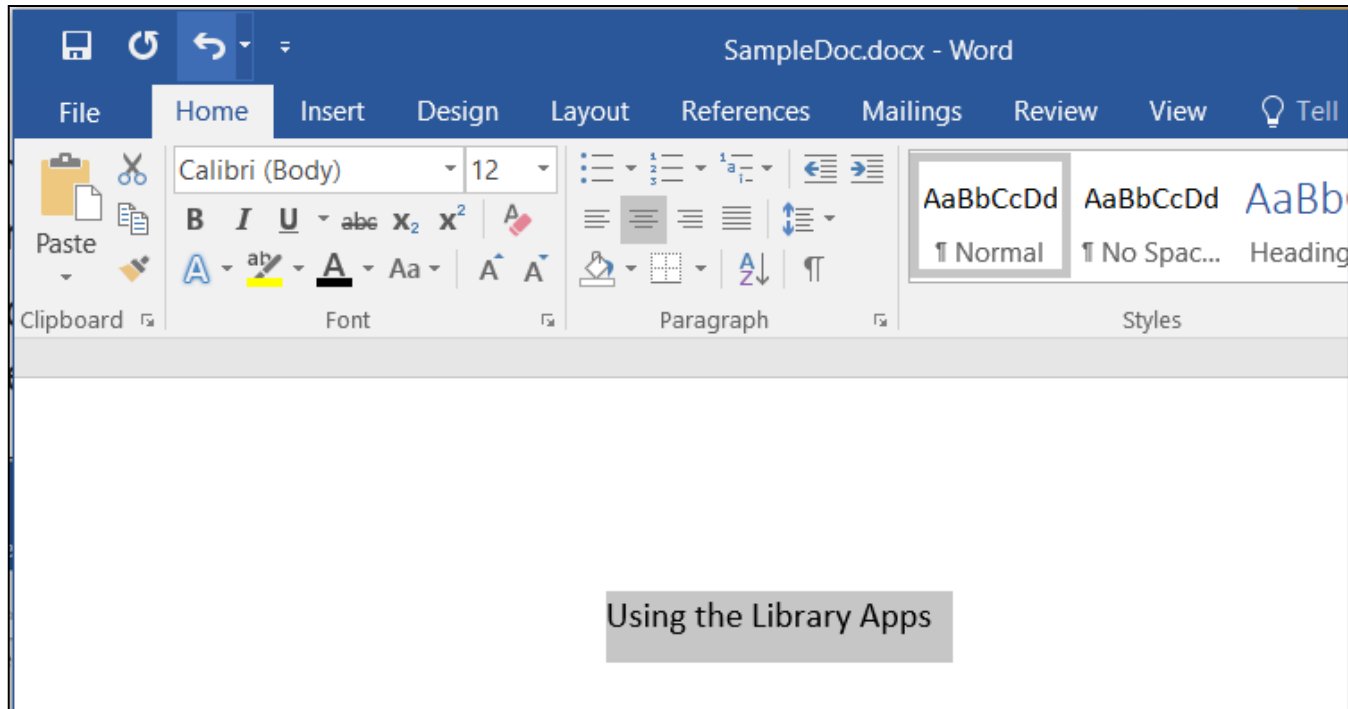 SampleDoc.docx - Word
File Home Insert Design Layout References Mailings Review View Tell
Calibri (Body) 12
AaBbCcDd AaBbCcDd AaBb
Paste
B I U abc X₂ X²
¶ Normal ¶ No Spac... Heading
A ab A Aa A A A Z ¶
Clipboard Font Paragraph Styles
Using the Library Apps